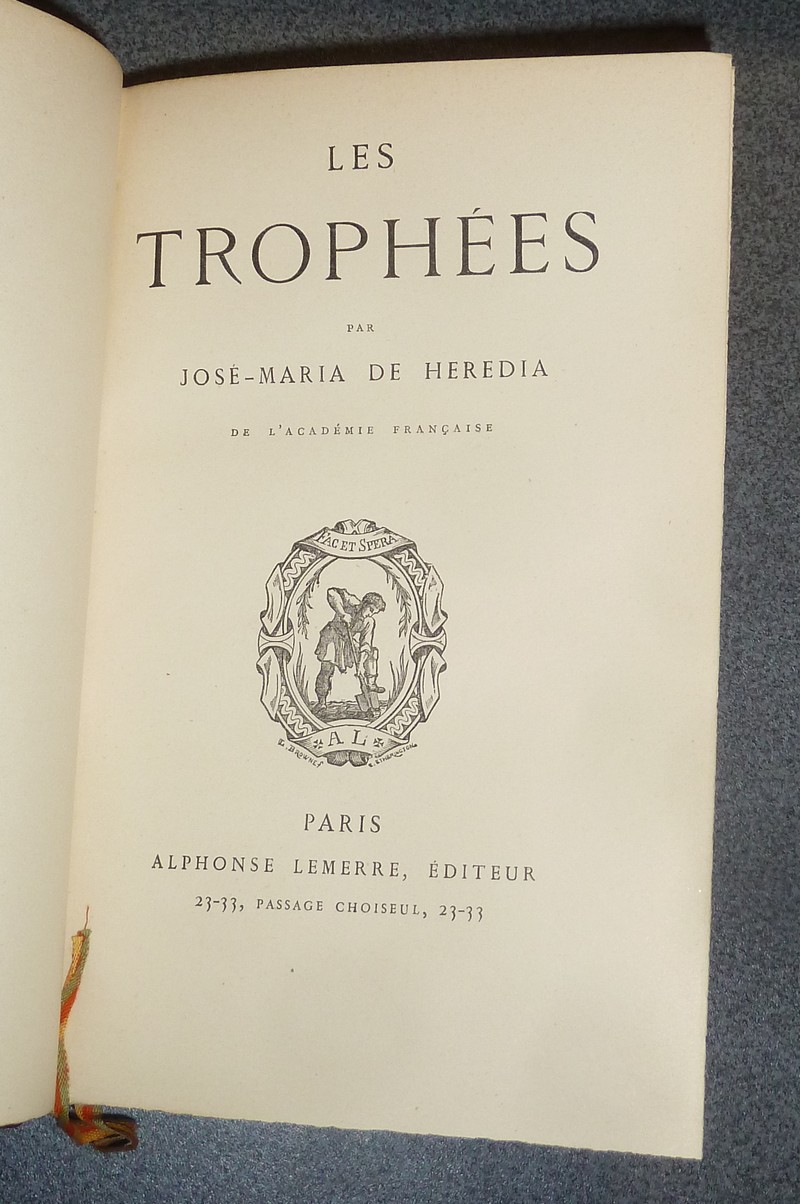 LES
TROPHÉES
PAR
JOSÉ-MARIA DE HEREDIA
DE L'ACADÉMIE FRANÇAISE
FAC ET SPERA
A L
PARIS
ALPHONSE LEMERRE, ÉDITEUR
23-33, PASSAGE CHOISEUL, 23-33